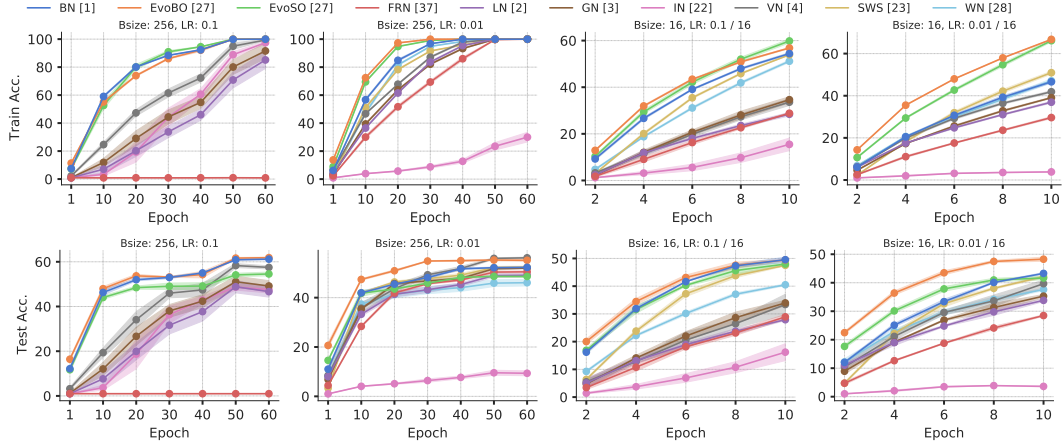 BN [1] EvoBO [27] EvoSO [27] FRN [37] LN [2] GN [3] IN [22] VN [4] SWS [23] WN [28]
Bsize: 256, LR: 0.1 Bsize: 256, LR: 0.01 Bsize: 16, LR: 0.1 / 16 Bsize: 16, LR: 0.01 / 16
Train Acc.
100 100
80 80 60 60
60 60 40 40
40 40
20 20 20 20
0 0 0 0
1 10 20 30 40 50 60 1 10 20 30 40 50 60 2 4 6 8 10 2 4 6 8 10
Epoch Epoch Epoch Epoch
Bsize: 256, LR: 0.1 Bsize: 256, LR: 0.01 Bsize: 16, LR: 0.1 / 16 Bsize: 16, LR: 0.01 / 16
Test Acc.
60 50 50
40 40 40 40
30 30
20 20 20 20
10 10
0 0 0 0
1 10 20 30 40 50 60 1 10 20 30 40 50 60 2 4 6 8 10 2 4 6 8 10
Epoch Epoch Epoch Epoch